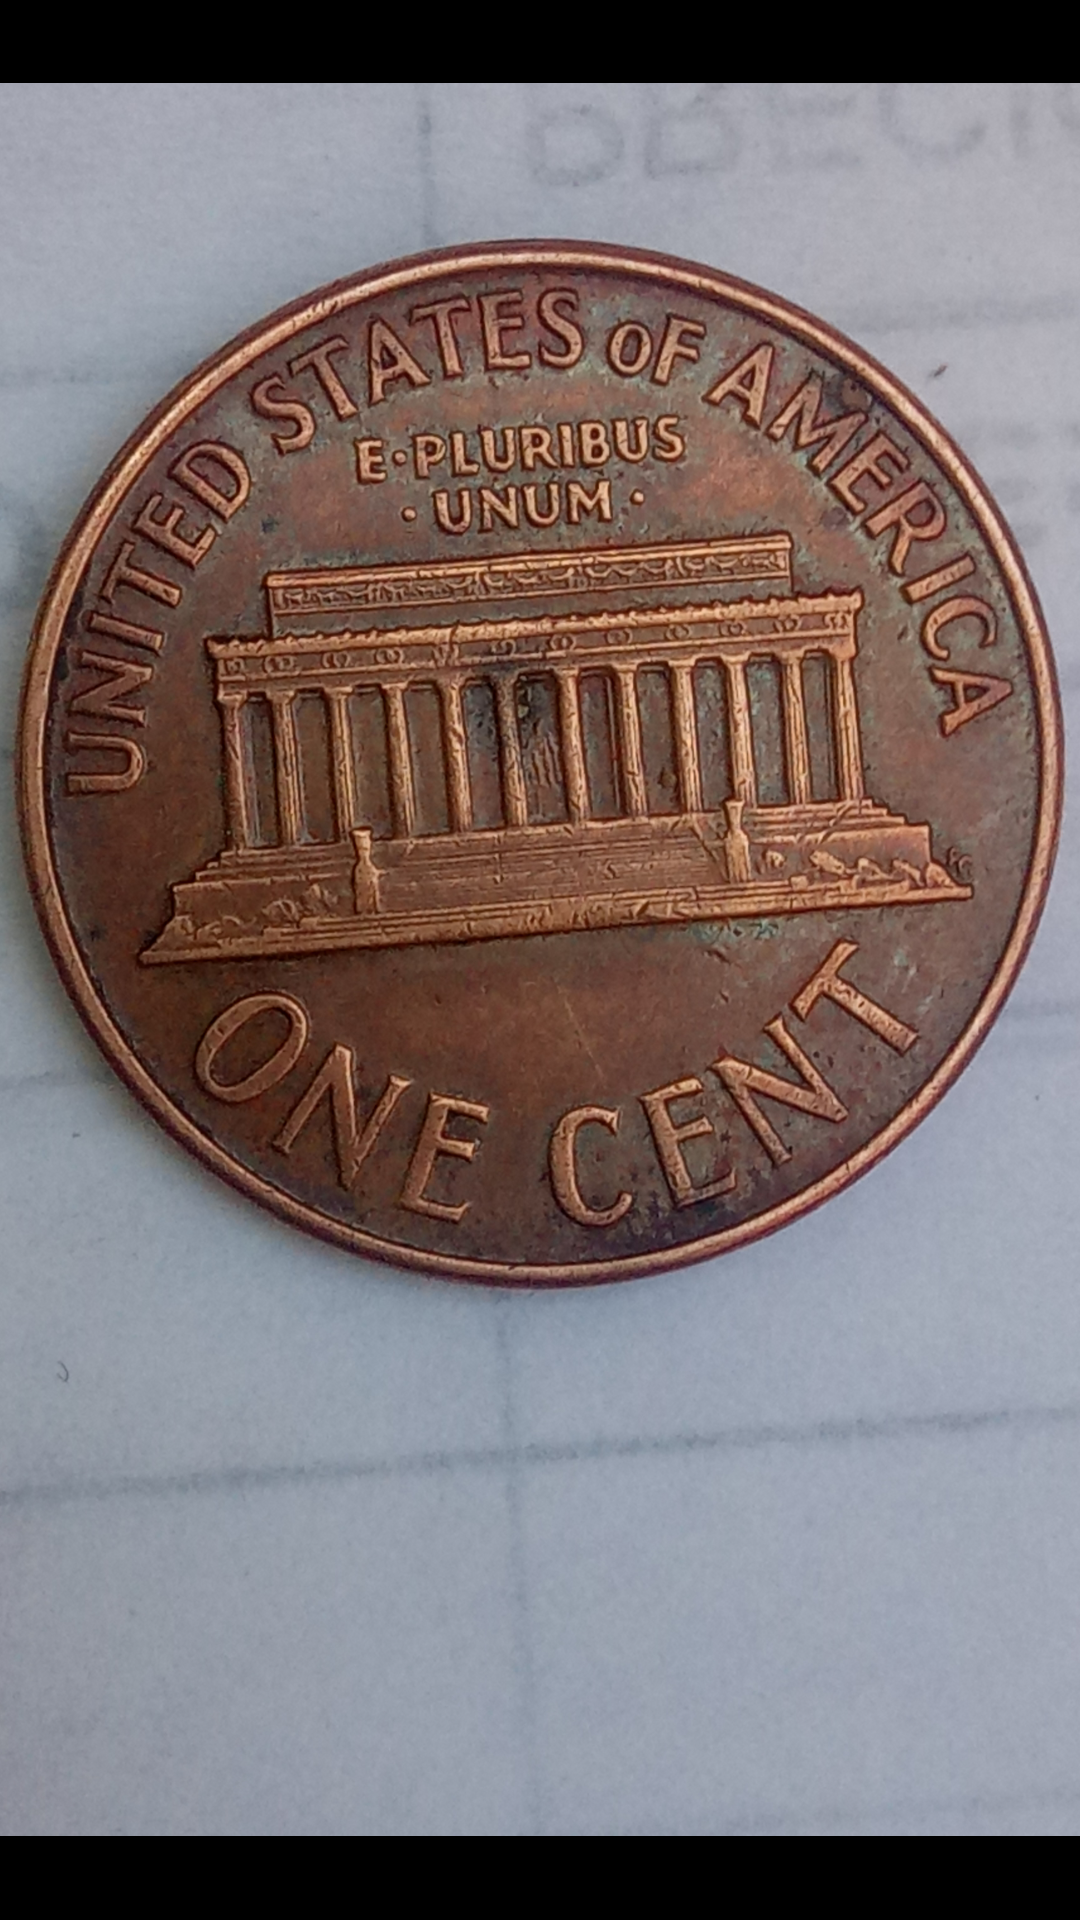 UNITED STATES OF AMERICA
E·PLURIBUS
·UNUM·
ONE CENT